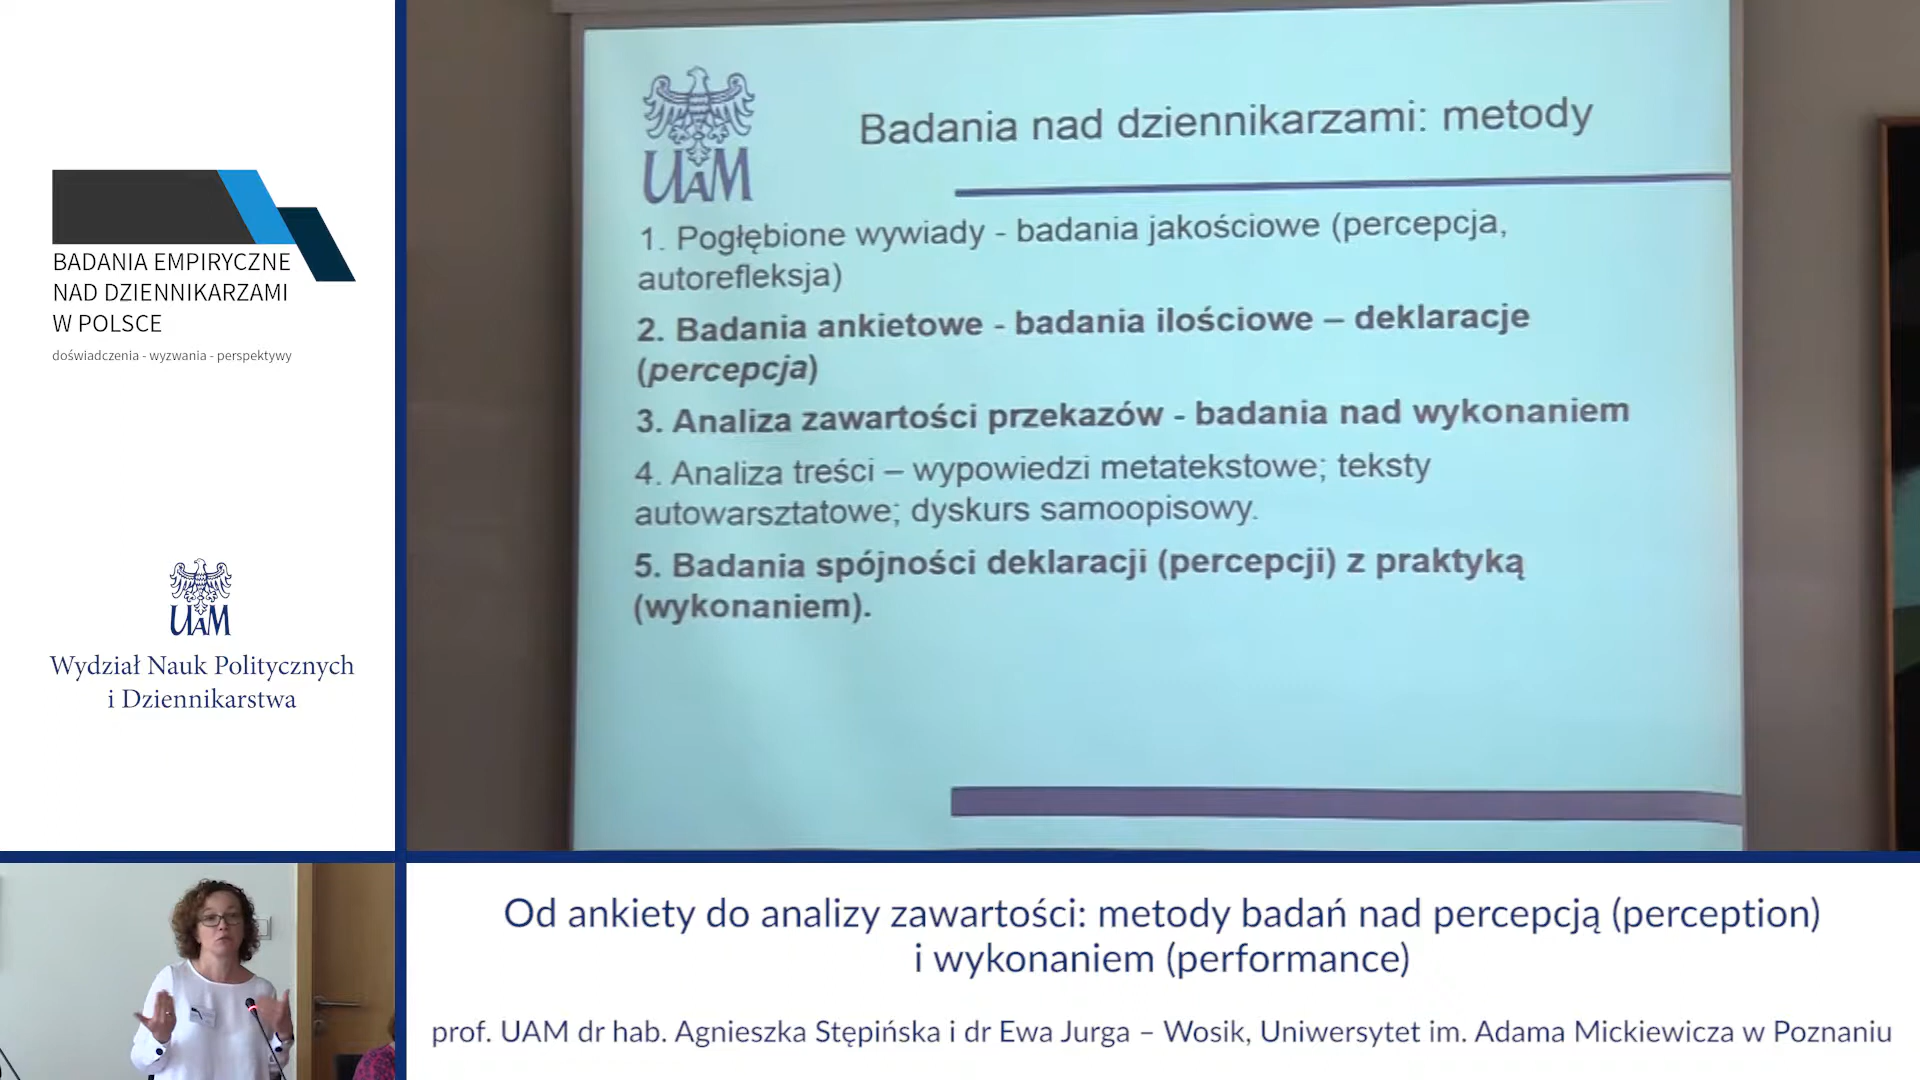 BADANIA EMPIRYCZNE
NAD DZIENNIKARZAMI
W POLSCE
doświadczenia - wyzwania - perspektywy
UAM
Wydział Nauk Politycznych
i Dziennikarstwa
UAM
Badania nad dziennikarzami: metody
1. Pogłębione wywiady - badania jakościowe (percepcja,
autorefleksja)
2. Badania ankietowe - badania ilościowe – deklaracje
(percepcja)
3. Analiza zawartości przekazów - badania nad wykonaniem
4. Analiza treści – wypowiedzi metatekstowe; teksty
autowarsztatowe; dyskurs samoopisowy.
5. Badania spójności deklaracji (percepcji) z praktyką
(wykonaniem).
Od ankiety do analizy zawartości: metody badań nad percepcją (perception)
i wykonaniem (performance)
prof. UAM dr hab. Agnieszka Stępińska i dr Ewa Jurga – Wosik, Uniwersytet im. Adama Mickiewicza w Poznaniu